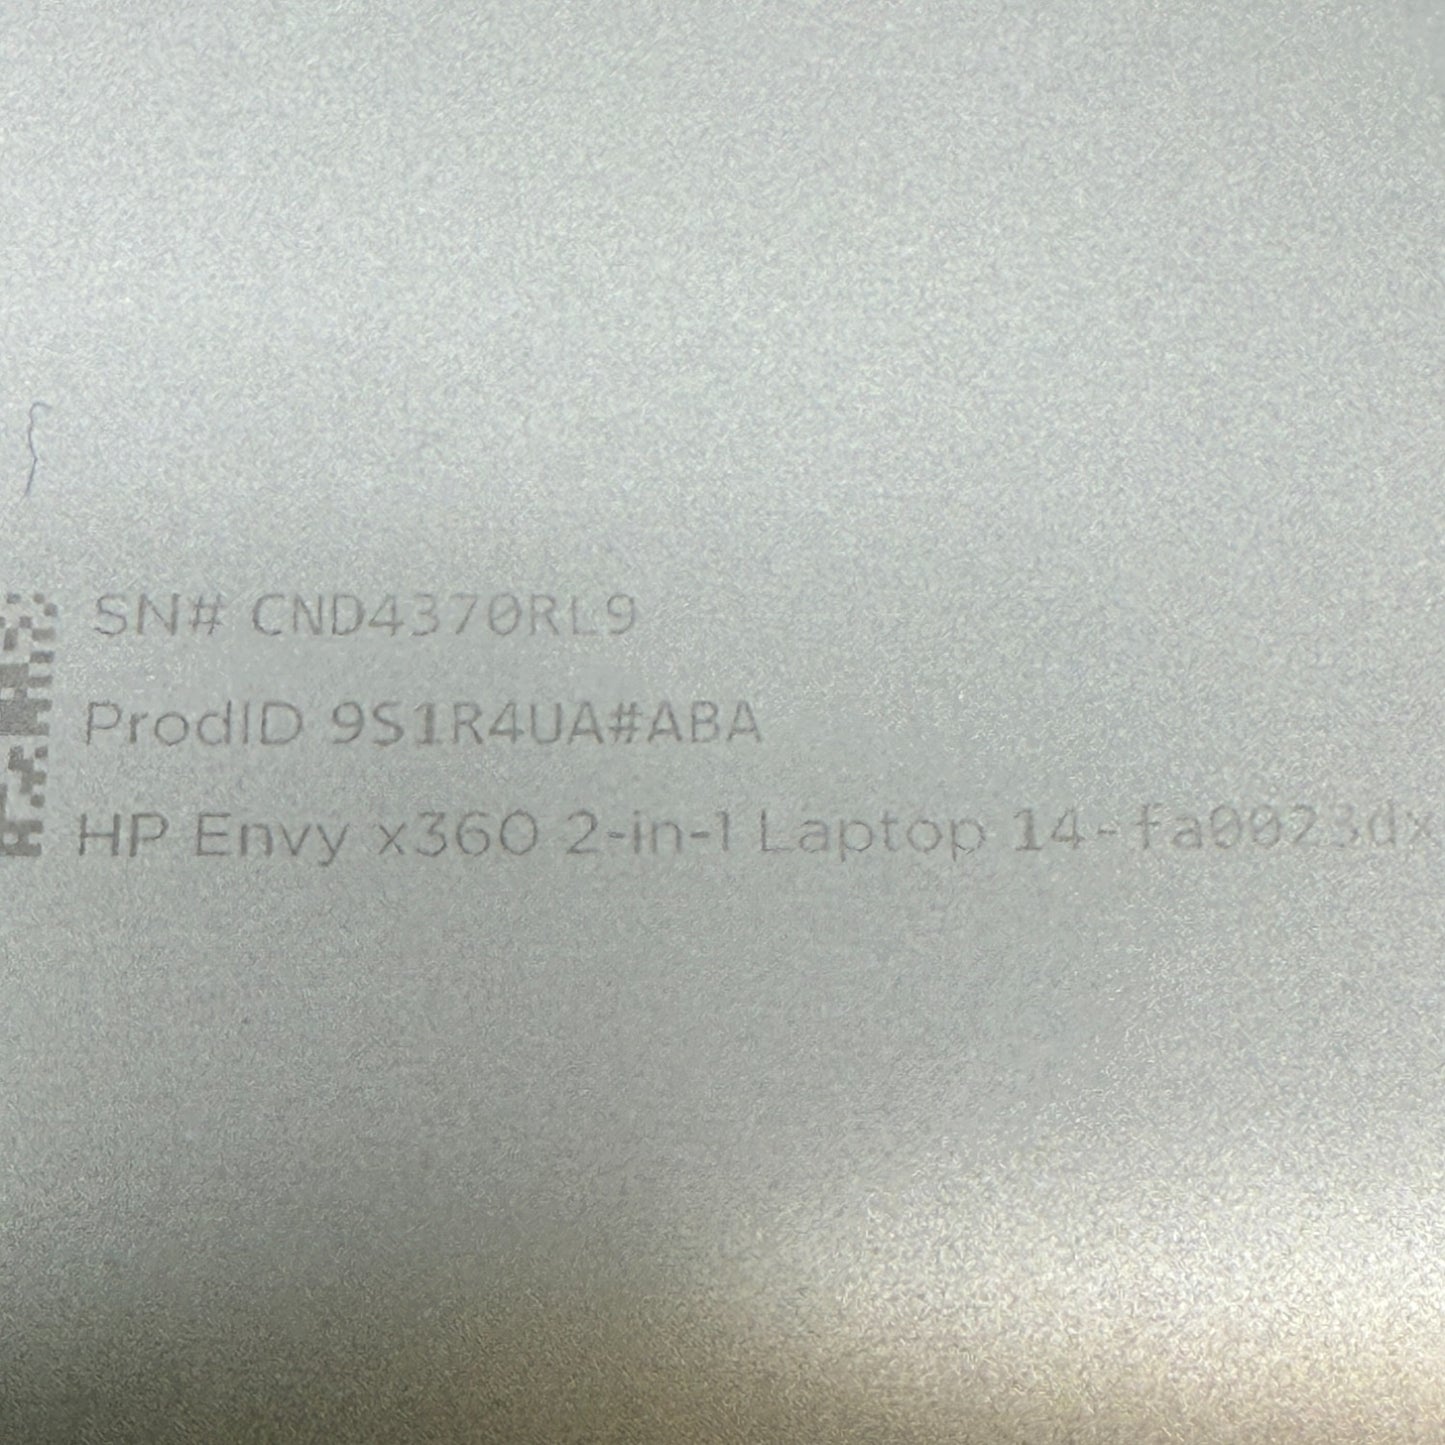 SN# CND4370RL9
ProdID 9S1R4UA#ABA
HP Envy x360 2-in-1 Laptop 14-fa0023dx